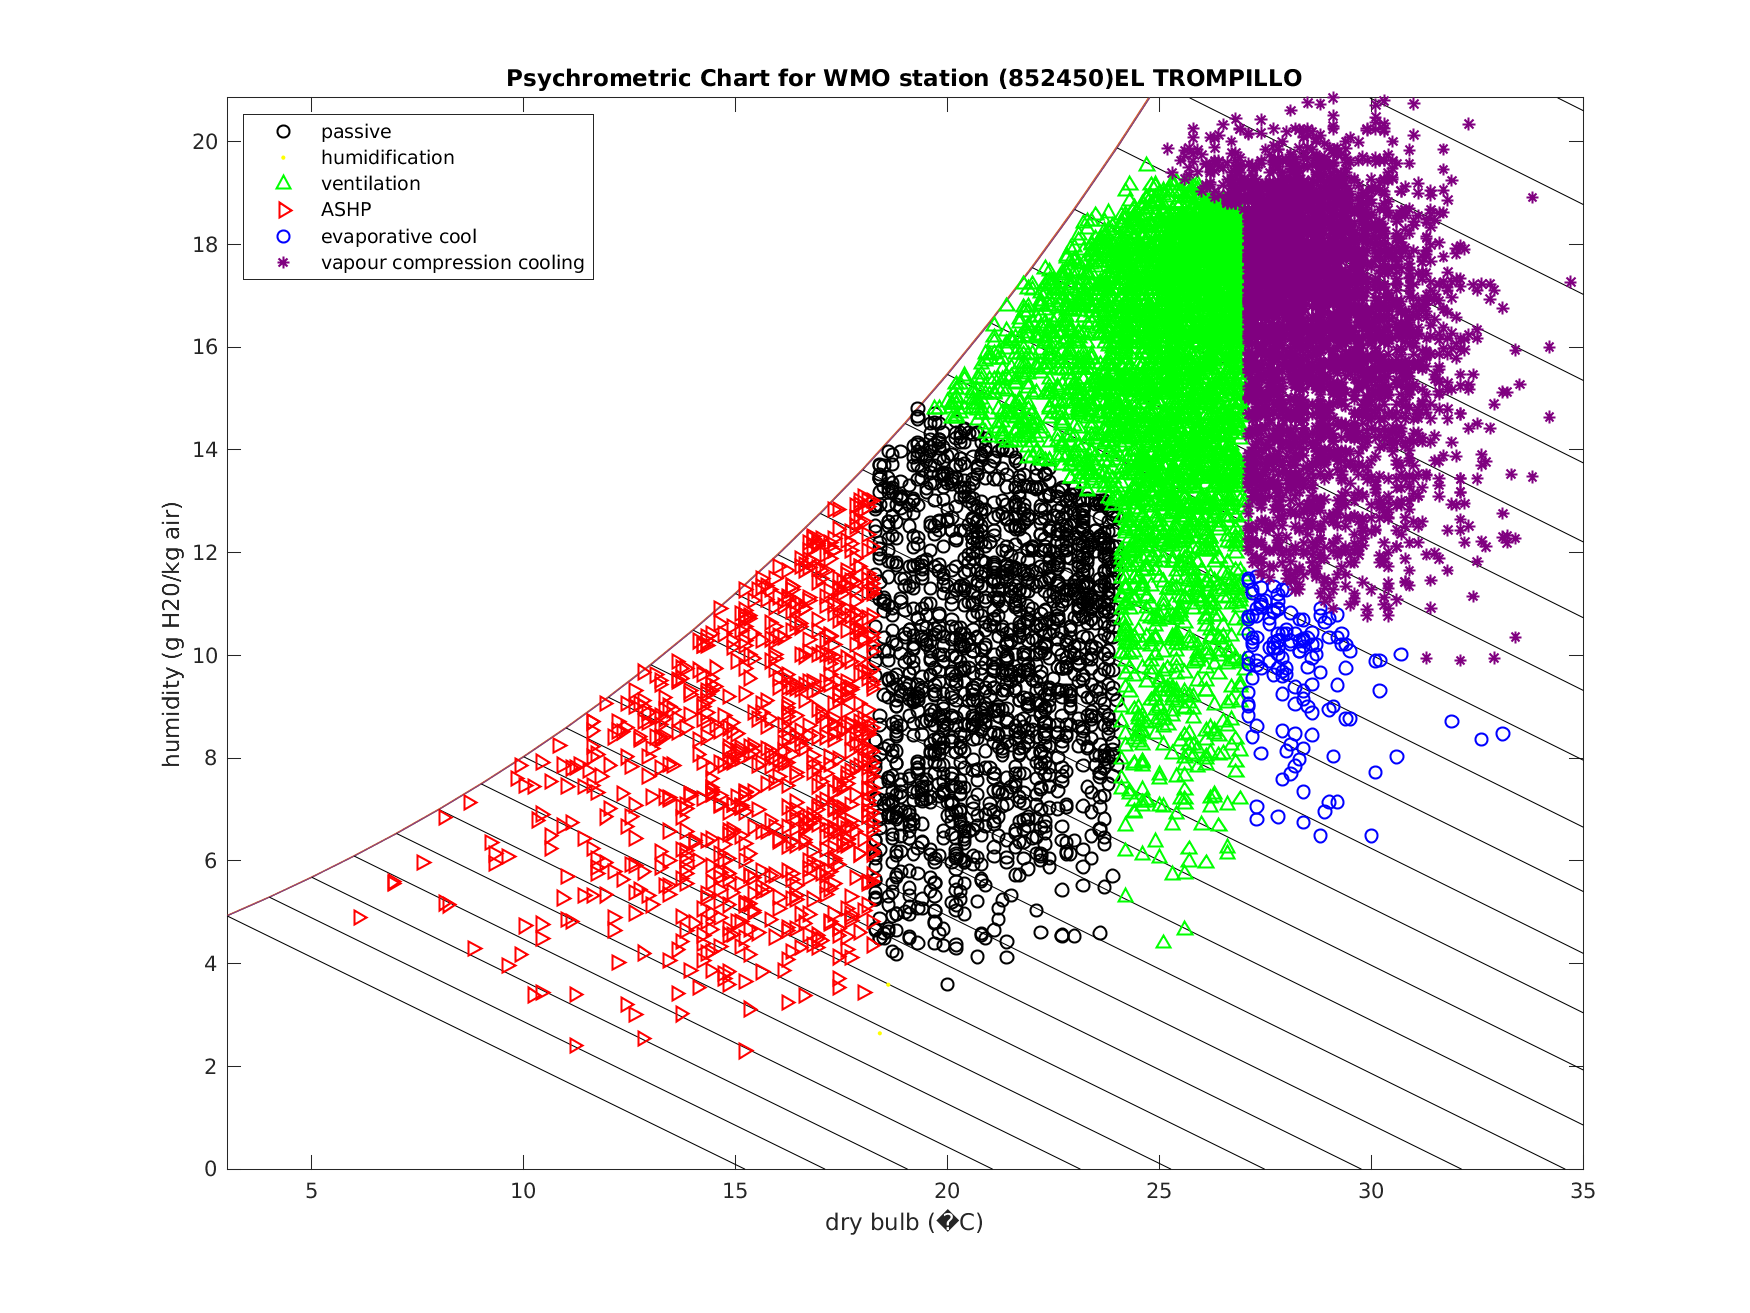 Psychrometric Chart for WMO station (852450)EL TROMPILLO
passive
humidification
ventilation
ASHP
evaporative cool
vapour compression cooling
humidity (g H20/kg air)
20
18
16
14
12
10
8
6
4
2
0
5 10 15 20 25 30 35
dry bulb (�C)